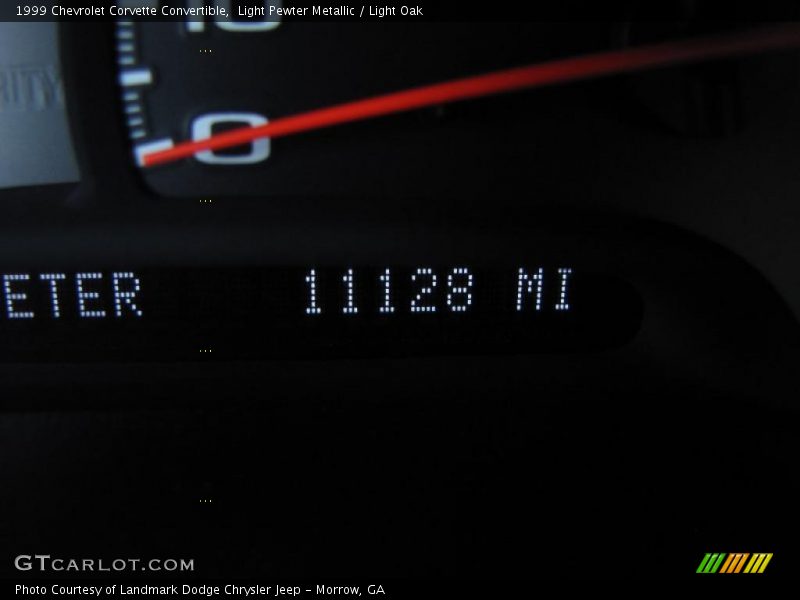 1999 Chevrolet Corvette Convertible,  Light Pewter Metallic / Light Oak
...
0
...
ETER 11128 MI
...
...
GTCARLOT.COM
Photo Courtesy of Landmark Dodge Chrysler Jeep - Morrow, GA